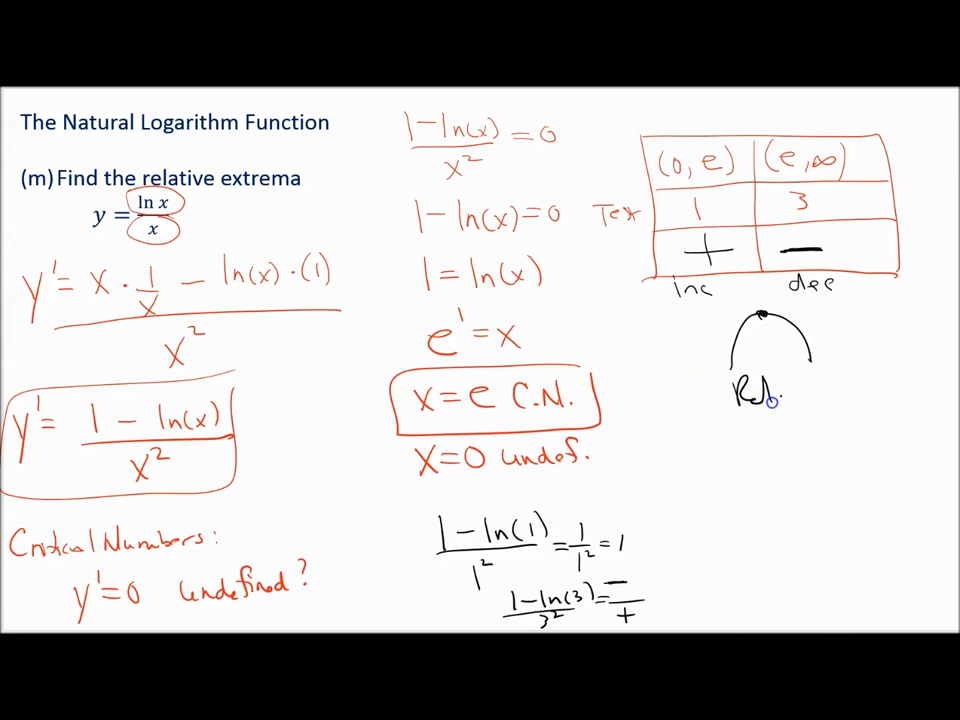 The Natural Logarithm Function
(m) Find the relative extrema
y = ln x / x
y' = x · 1/x - ln(x) · (1) / x²
y' = 1 - ln(x) / x²
Critical Numbers:
y' = 0 undefined?
1 - ln(x) / x² = 0
1 - ln(x) = 0
1 = ln(x)
e¹ = x
x = e C.N.
x = 0 undef.
1 - ln(1) / 1² = 1 / 1² = 1
1 - ln(3) / 3² = - / +
(0, e) (e, ∞)
Test 1 3
+ -
inc dec
Rel.